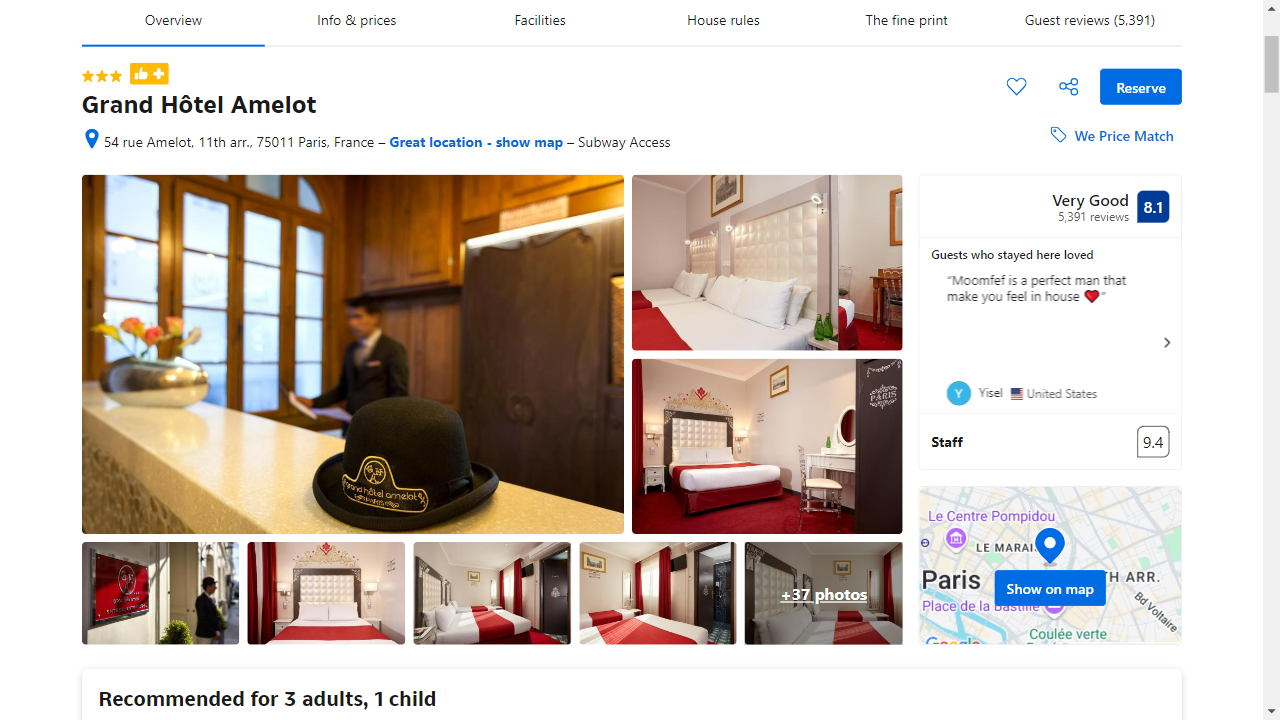 Overview
Info & prices
Facilities
House rules
The fine print
Guest reviews (5,391)
Grand Hôtel Amelot
Reserve
54 rue Amelot, 11th arr., 75011 Paris, France – Great location - show map – Subway Access
We Price Match
grand hôtel amelot
PARIS
PARIS
+37 photos
Very Good
5,391 reviews
8.1
Guests who stayed here loved
“Moomfef is a perfect man that
make you feel in house ❤”
Y
Yisel
United States
Staff
9.4
Le Centre Pompidou
LE MARAIS
Paris
TH ARR.
Show on map
Place de la Bastille
Bd Voltaire
Coulée verte
Google
Recommended for 3 adults, 1 child